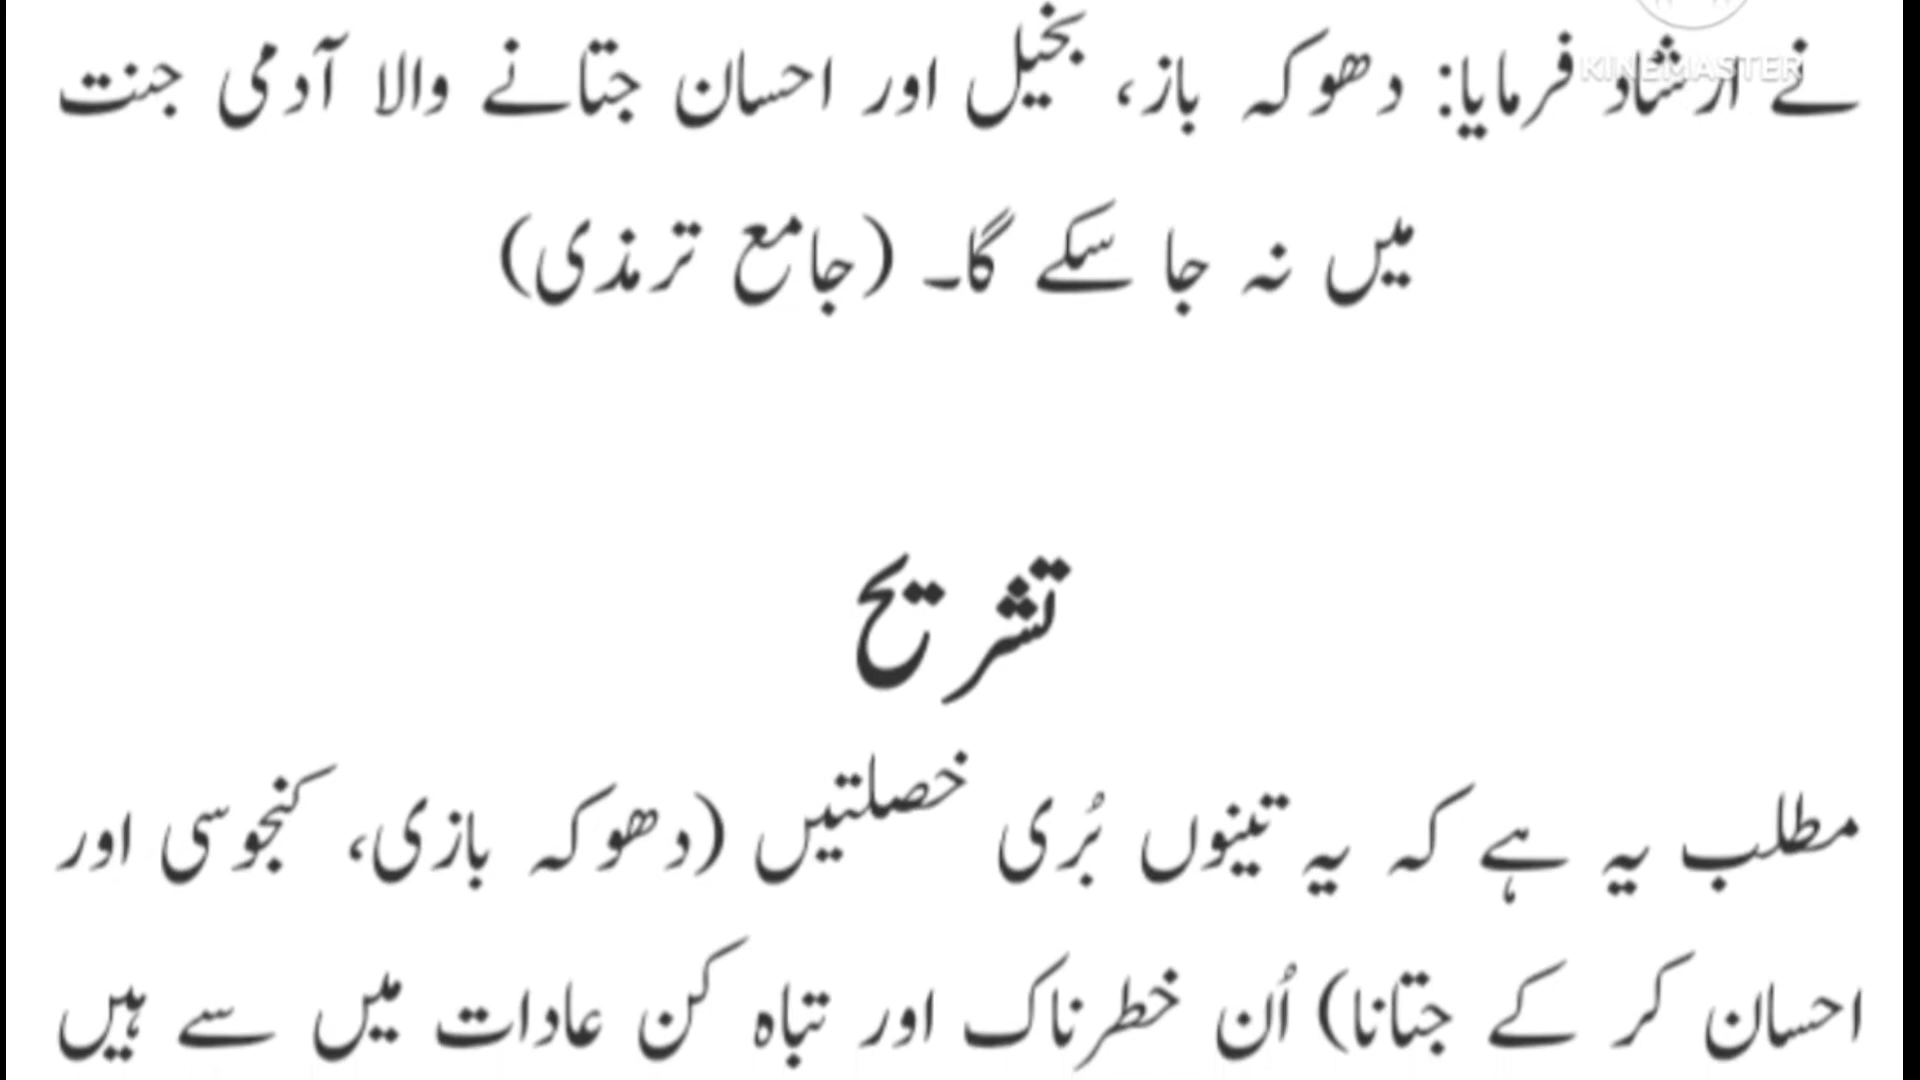 KINEMASTER
نے ارشاد فرمایا: دھوکہ باز، بخیل اور احسان جتانے والا آدمی جنت
میں نہ جا سکے گا۔ (جامع ترمذی)
تشریح
مطلب یہ ہے کہ یہ تینوں بُری خصلتیں (دھوکہ بازی، کنجوسی اور
احسان کر کے جتانا) اُن خطرناک اور تباہ کن عادات میں سے ہیں